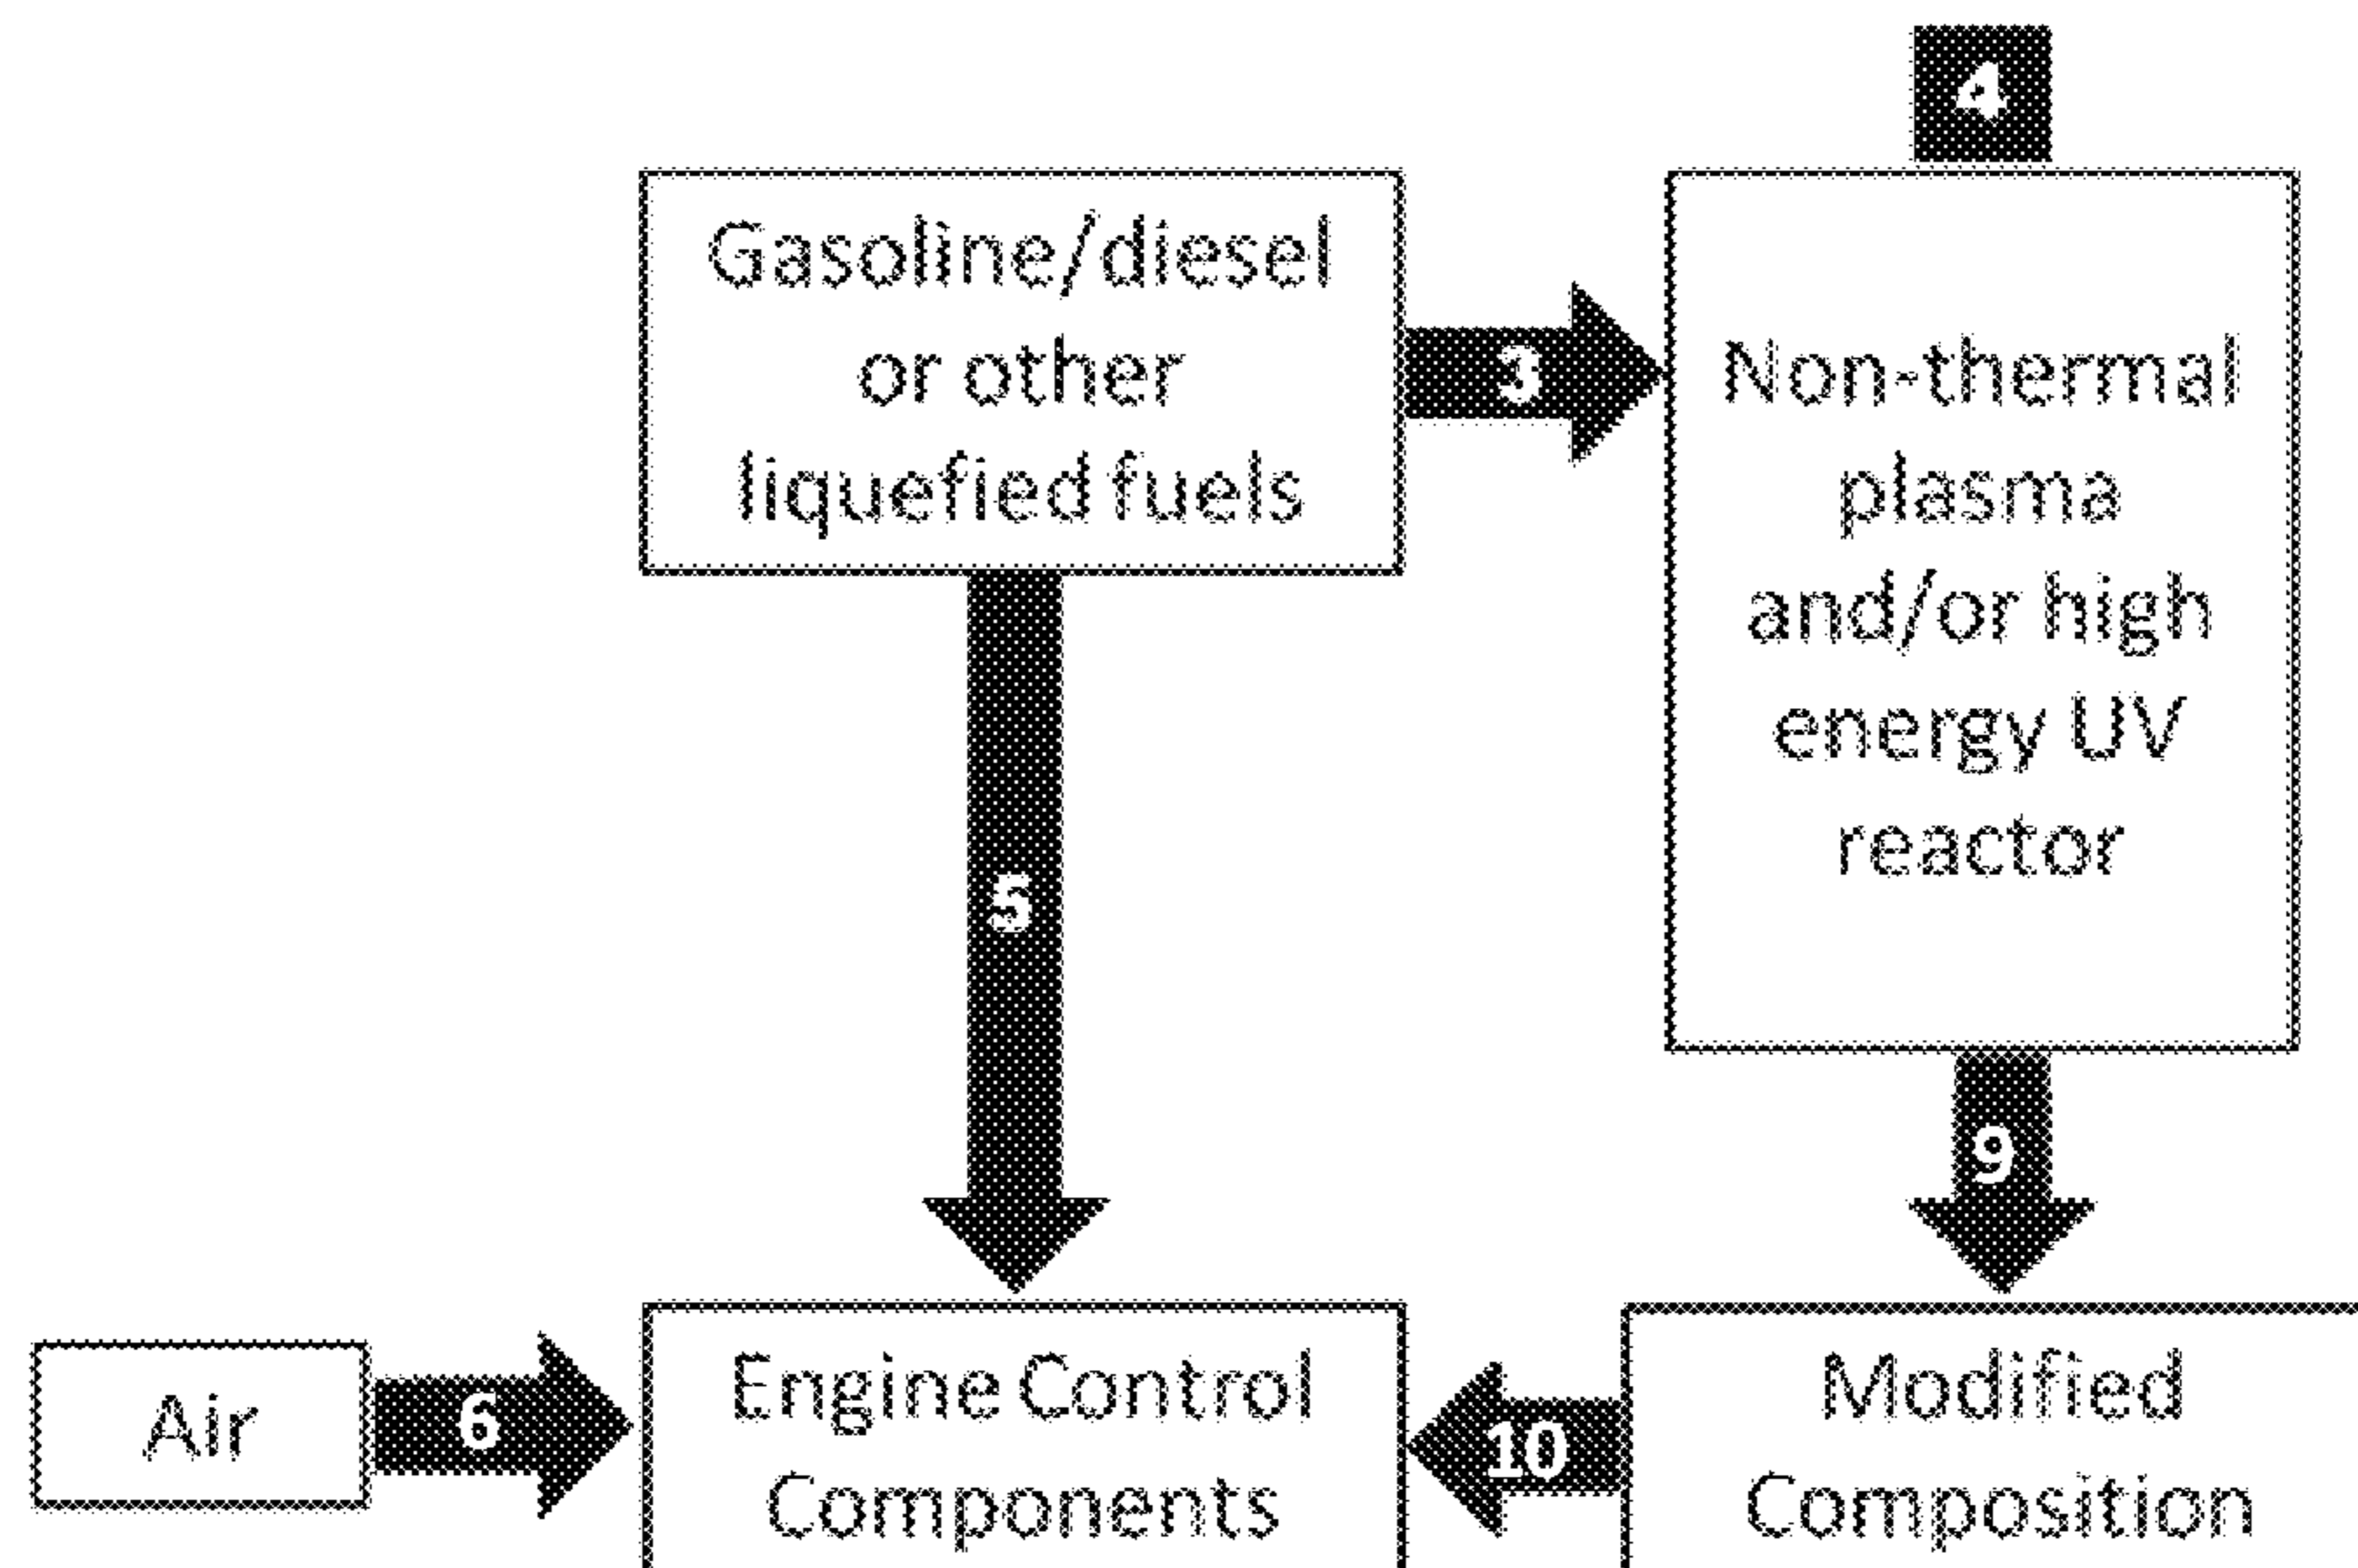 4
Gasoline/diesel
or other
liquefied fuels
3
Non-thermal
plasma
and/or high
energy UV
reactor
5
9
Air
6
Engine Control
Components
10
Modified
Composition